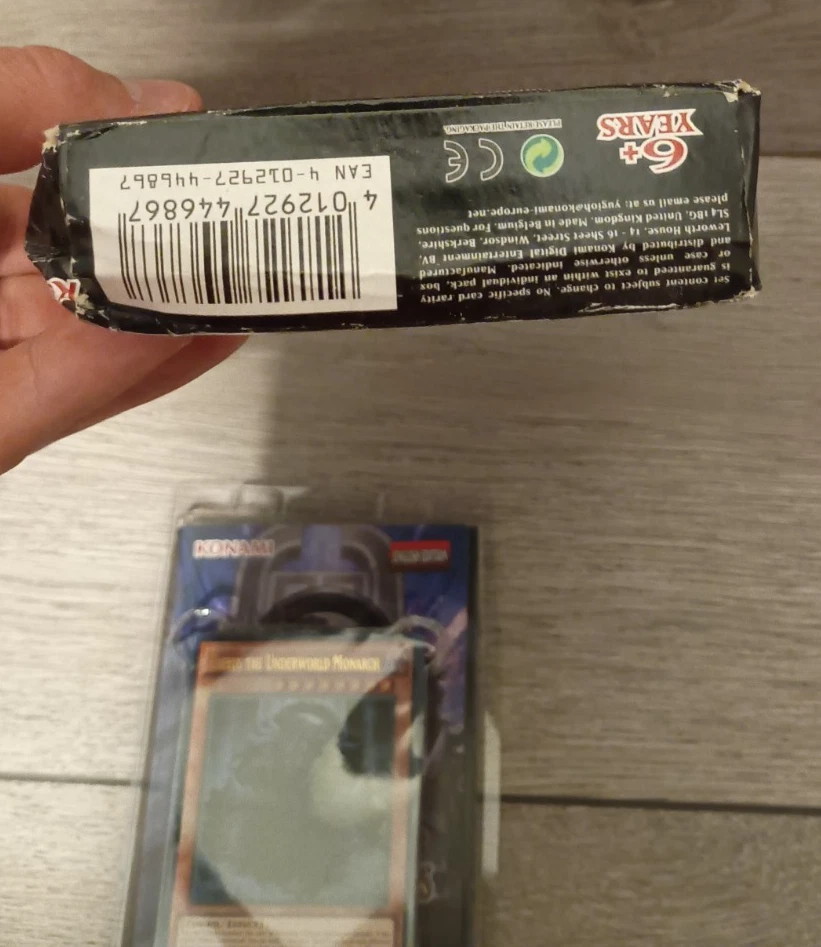 6+
YEARS
PLEASE RETAIN THE PACKAGING.
CE
Set content subject to change. No specific card rarity
is guaranteed to exist within an individual pack, box
or case unless otherwise indicated. Manufactured
and distributed by Konami Digital Entertainment BV,
Leworth House, 14 - 16 Sheet Street, Windsor, Berkshire,
SL4 1BG, United Kingdom. Made in Belgium. For questions
please email us at: yugioh@konami-europe.net
4 012927 446867
EAN 4-012927-446867
KONAMI
THE UNDERWORLD MONARCH